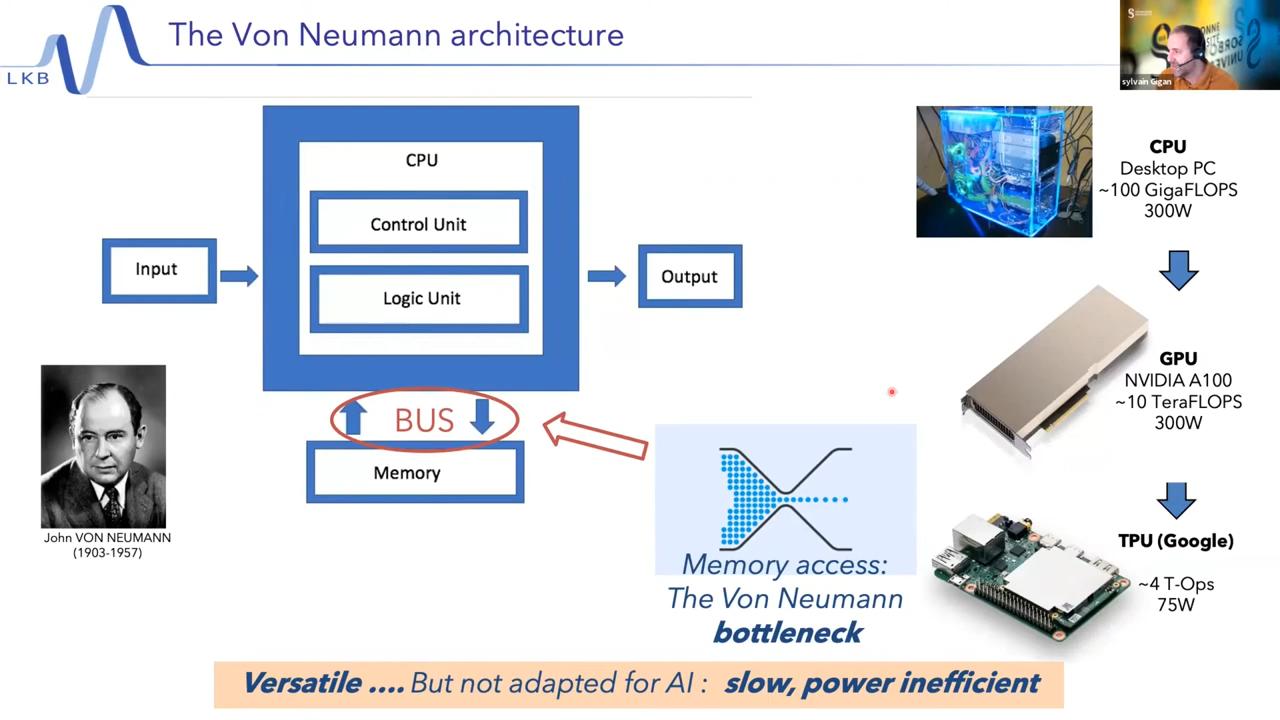 The Von Neumann architecture
LKB
sylvain Gigan
CPU
Control Unit
Logic Unit
Input
Output
BUS
Memory
John VON NEUMANN
(1903-1957)
Memory access:
The Von Neumann
bottleneck
CPU
Desktop PC
~100 GigaFLOPS
300W
GPU
NVIDIA A100
~10 TeraFLOPS
300W
TPU (Google)
~4 T-Ops
75W
Versatile .... But not adapted for AI : slow, power inefficient